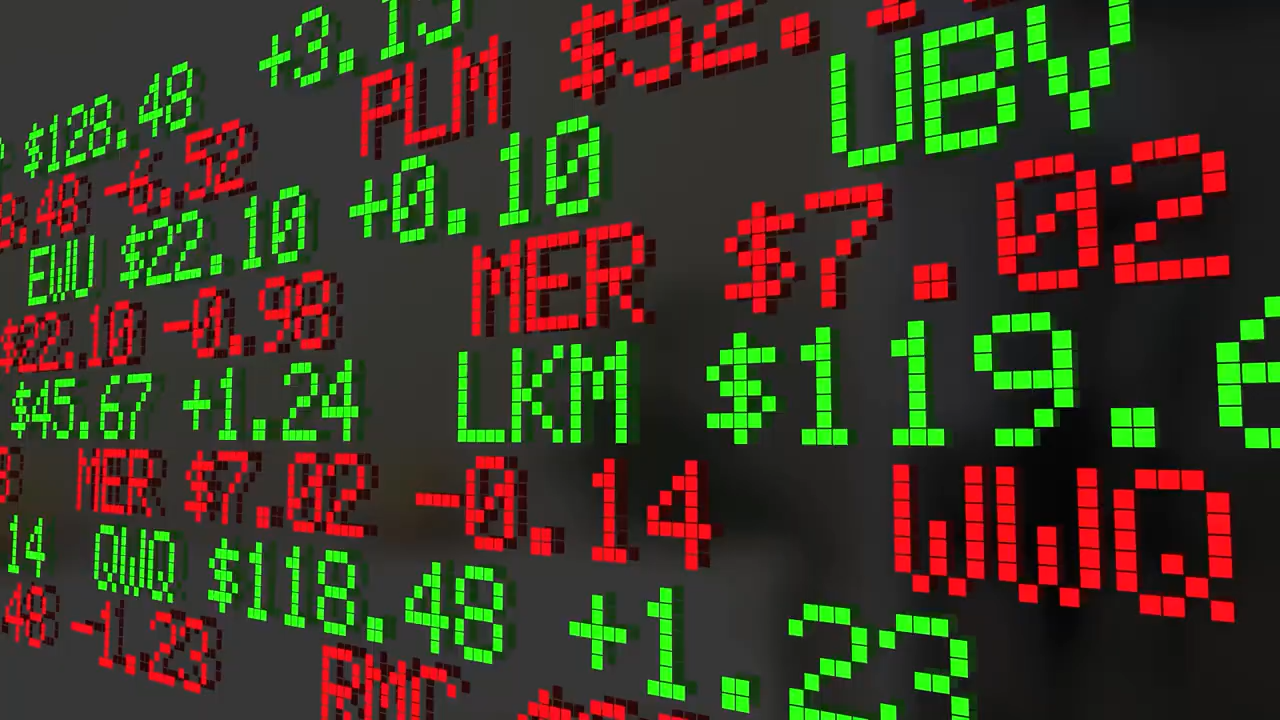 $128.48 +3.13
8.48 -6.52 PLM $52.
EWU $22.10 +0.10 UBV
$22.10 -0.98 MER $7.02
$45.67 +1.24 LKM $119.6
MER $7.02 -0.14 WWQ
14 QWQ $118.48 +1.23
48 -1.23